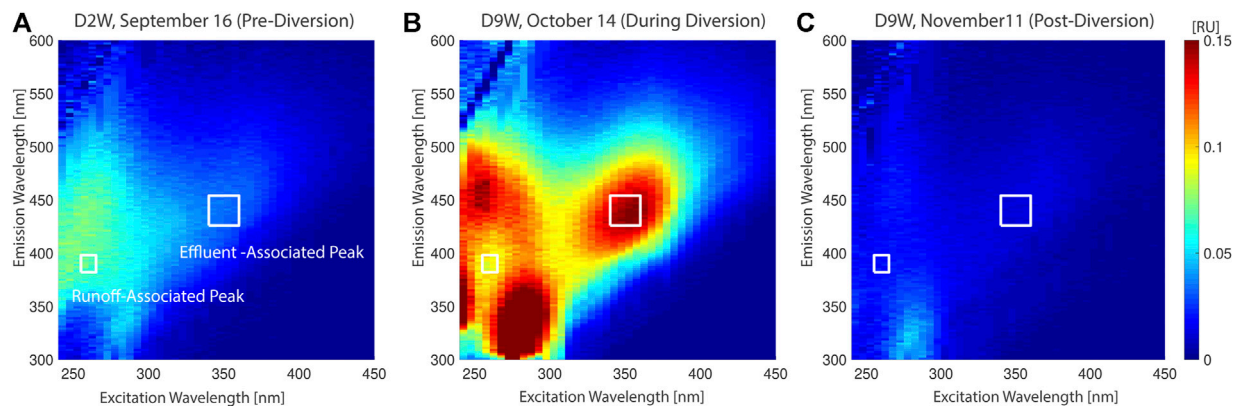 A D2W, September 16 (Pre-Diversion)
B D9W, October 14 (During Diversion)
C D9W, November11 (Post-Diversion)
[RU]
Emission Wavelength [nm]
600
550
500
450
400
350
300
Effluent -Associated Peak
Runoff-Associated Peak
250 300 350 400 450
Excitation Wavelength [nm]
Emission Wavelength [nm]
600
550
500
450
400
350
300
250 300 350 400 450
Excitation Wavelength [nm]
Emission Wavelength [nm]
600
550
500
450
400
350
300
250 300 350 400 450
Excitation Wavelength [nm]
0.15
0.1
0.05
0